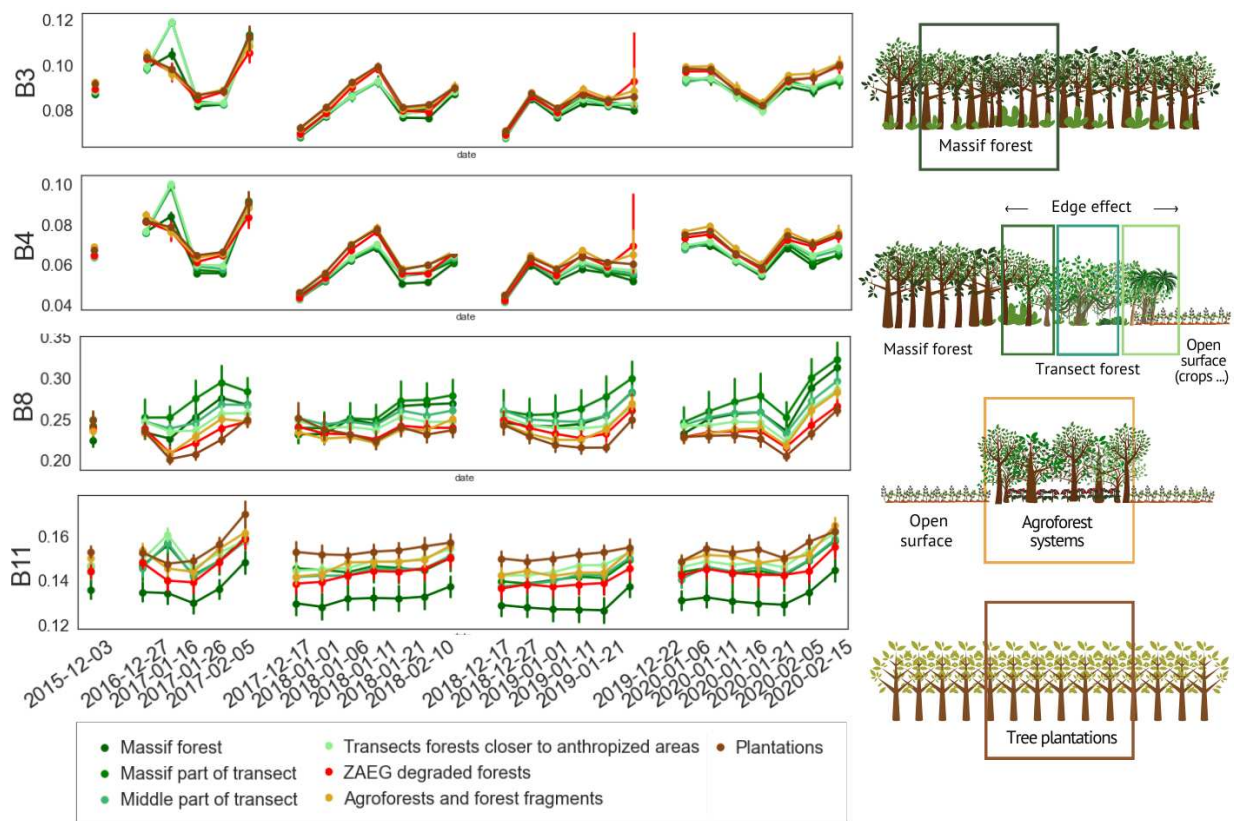 B3
0.12
0.10
0.08
date
B4
0.10
0.08
0.06
0.04
date
B8
0.35
0.30
0.25
0.20
date
B11
0.16
0.14
0.12
2015-12-03
2016-12-27
2017-01-16
2017-01-26
2017-02-05
2017-12-17
2018-01-01
2018-01-06
2018-01-11
2018-01-21
2018-02-10
2018-12-17
2018-12-27
2019-01-01
2019-01-11
2019-01-21
2019-12-22
2020-01-06
2020-01-11
2020-01-16
2020-01-21
2020-02-05
2020-02-15
Massif forest
Massif part of transect
Middle part of transect
Transects forests closer to anthropized areas
ZAEG degraded forests
Agroforests and forest fragments
Plantations
Massif forest
← Edge effect →
Massif forest
Transect forest
Open
surface
(crops ...)
Open
surface
Agroforest
systems
Tree plantations